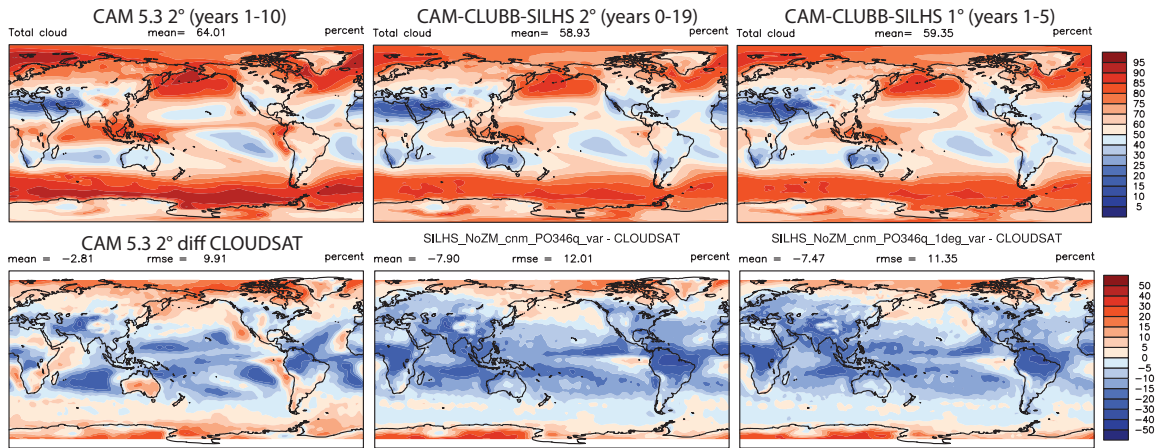 CAM 5.3 2° (years 1-10)
Total cloud mean= 64.01 percent
CAM-CLUBB-SILHS 2° (years 0-19)
Total cloud mean= 58.93 percent
CAM-CLUBB-SILHS 1° (years 1-5)
Total cloud mean= 59.35 percent
95
90
85
80
75
70
60
50
40
30
25
20
15
10
5
CAM 5.3 2° diff CLOUDSAT
mean = -2.81 rmse = 9.91 percent
SILHS_NoZM_cnm_PO346q_var - CLOUDSAT
mean = -7.90 rmse = 12.01 percent
SILHS_NoZM_cnm_PO346q_1deg_var - CLOUDSAT
mean = -7.47 rmse = 11.35 percent
50
40
30
20
15
10
5
0
-5
-10
-15
-20
-30
-40
-50